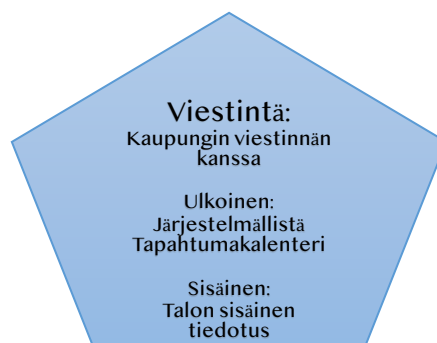 Viestintä:
Kaupungin viestinnän
kanssa
Ulkoinen:
Järjestelmällistä
Tapahtumakalenteri
Sisäinen:
Talon sisäinen
tiedotus